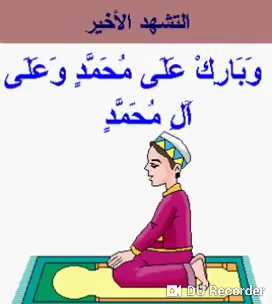 التشهد الأخير
وَبَارِكْ عَلَى مُحَمَّدٍ وَعَلَى
آلِ مُحَمَّدٍ
DU Recorder